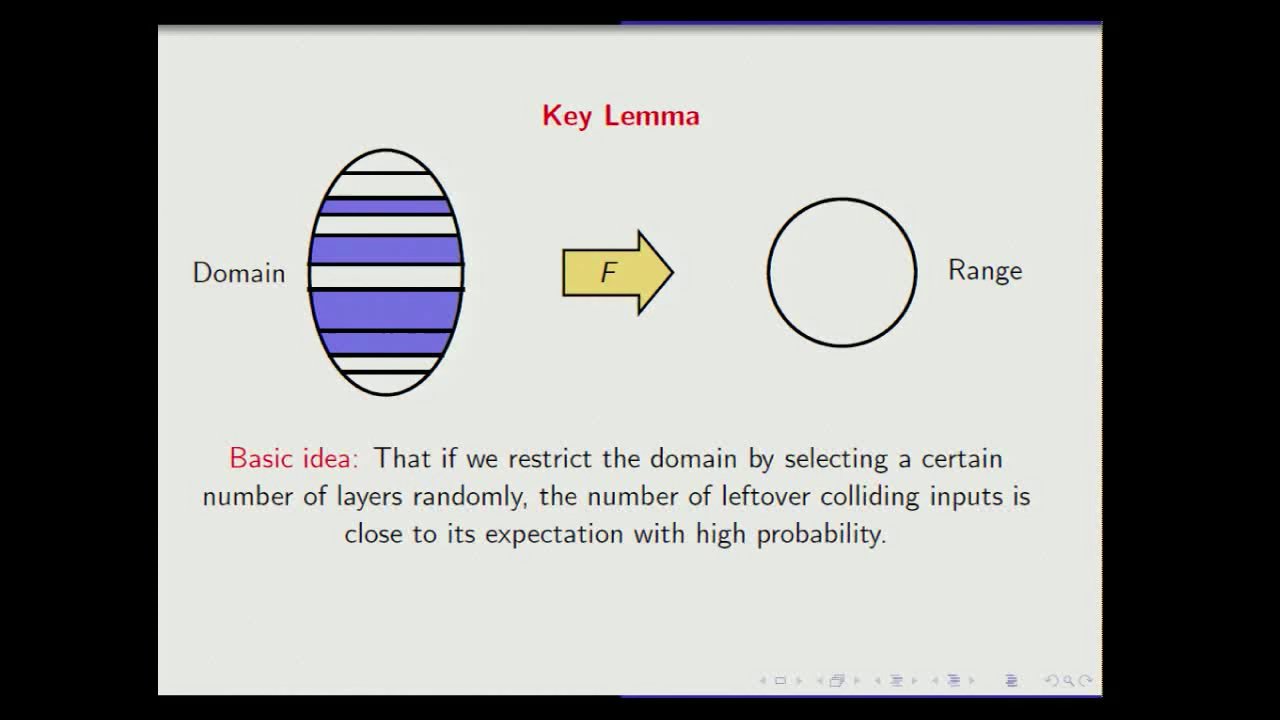 Key Lemma
Domain
F
Range
Basic idea: That if we restrict the domain by selecting a certain
number of layers randomly, the number of leftover colliding inputs is
close to its expectation with high probability.